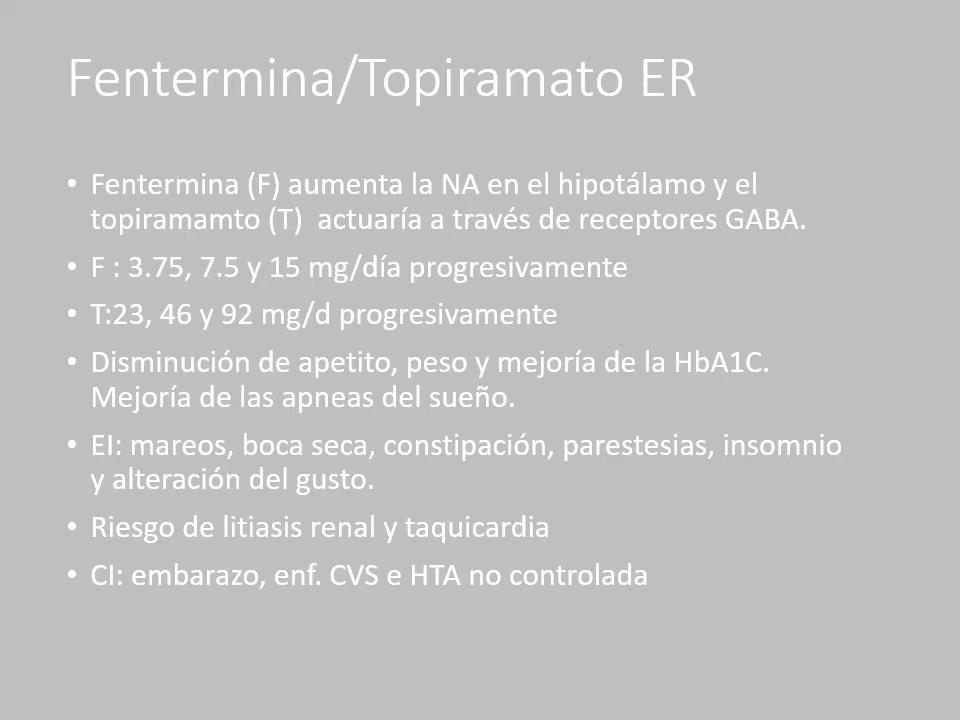 Fentermina/Topiramato ER
• Fentermina (F) aumenta la NA en el hipotálamo y el
topiramamto (T)  actuaría a través de receptores GABA.
• F : 3.75, 7.5 y 15 mg/día progresivamente
• T:23, 46 y 92 mg/d progresivamente
• Disminución de apetito, peso y mejoría de la HbA1C.
Mejoría de las apneas del sueño.
• EI: mareos, boca seca, constipación, parestesias, insomnio
y alteración del gusto.
• Riesgo de litiasis renal y taquicardia
• CI: embarazo, enf. CVS e HTA no controlada